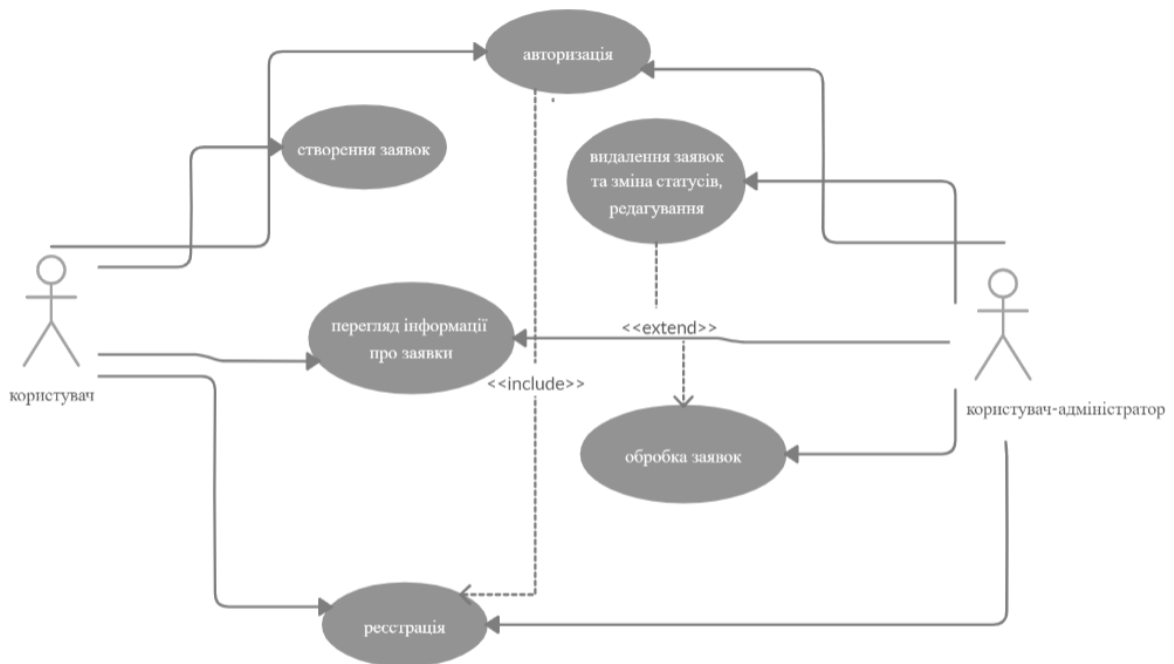 авторизація
створення заявок
видалення заявок
та зміна статусів,
редагування
перегляд інформації
про заявки
<<extend>>
<<include>>
користувач
користувач-адміністратор
обробка заявок
реєстрація